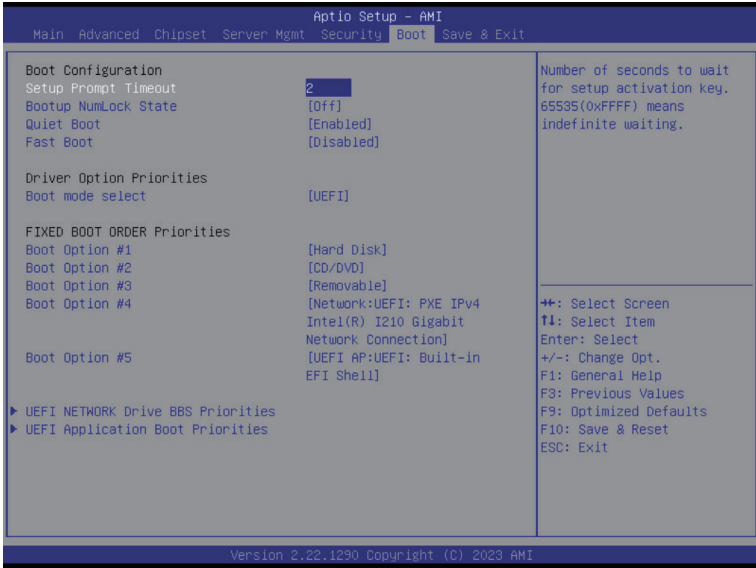 Aptio Setup – AMI
Main Advanced Chipset Server Mgmt Security Boot Save & Exit
Boot Configuration
Setup Prompt Timeout 2
Bootup NumLock State [Off]
Quiet Boot [Enabled]
Fast Boot [Disabled]
Driver Option Priorities
Boot mode select [UEFI]
FIXED BOOT ORDER Priorities
Boot Option #1 [Hard Disk]
Boot Option #2 [CD/DVD]
Boot Option #3 [Removable]
Boot Option #4 [Network:UEFI: PXE IPv4
Intel(R) I210 Gigabit
Network Connection]
Boot Option #5 [UEFI AP:UEFI: Built-in
EFI Shell]
UEFI NETWORK Drive BBS Priorities
UEFI Application Boot Priorities
Number of seconds to wait
for setup activation key.
65535(0xFFFF) means
indefinite waiting.
→←: Select Screen
↑↓: Select Item
Enter: Select
+/-: Change Opt.
F1: General Help
F3: Previous Values
F9: Optimized Defaults
F10: Save & Reset
ESC: Exit
Version 2.22.1290 Copyright (C) 2023 AMI